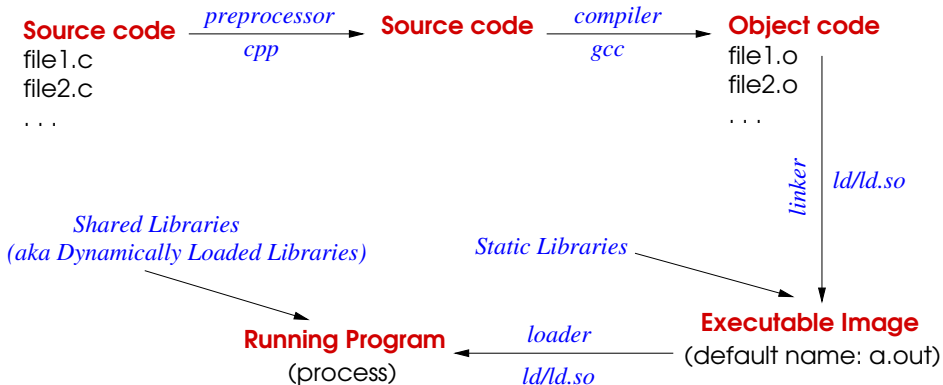 Source code
file1.c
file2.c
. . .
preprocessor
cpp
Source code
compiler
gcc
Object code
file1.o
file2.o
. . .
linker
ld/ld.so
Shared Libraries
(aka Dynamically Loaded Libraries)
Static Libraries
Executable Image
(default name: a.out)
loader
ld/ld.so
Running Program
(process)